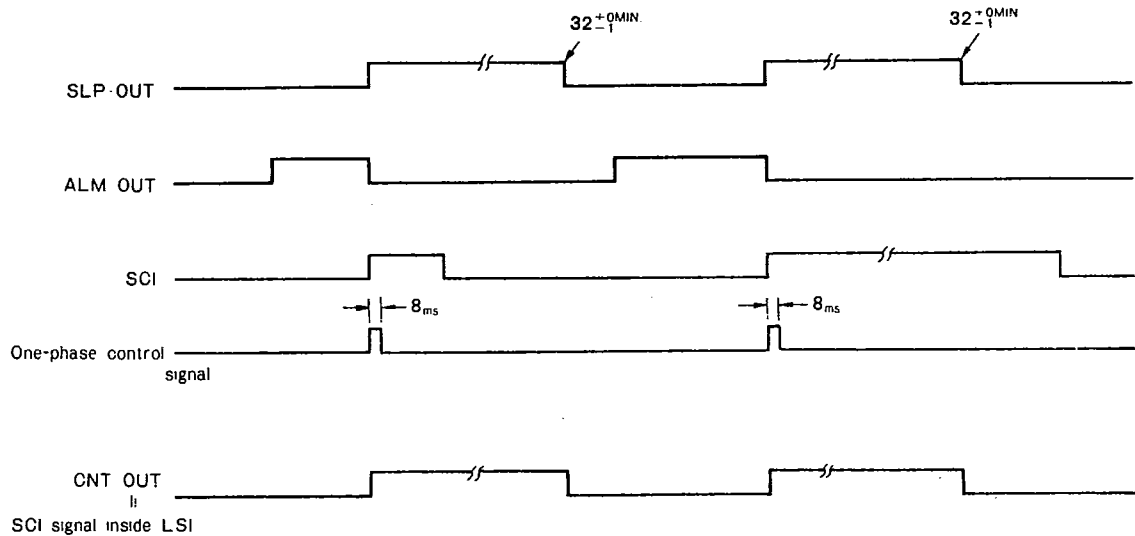 32 +0 MIN. -1
32 +0 MIN -1
SLP·OUT
ALM OUT
SCI
8ms
8ms
One-phase control
signal
CNT OUT
||
SCI signal inside LSI